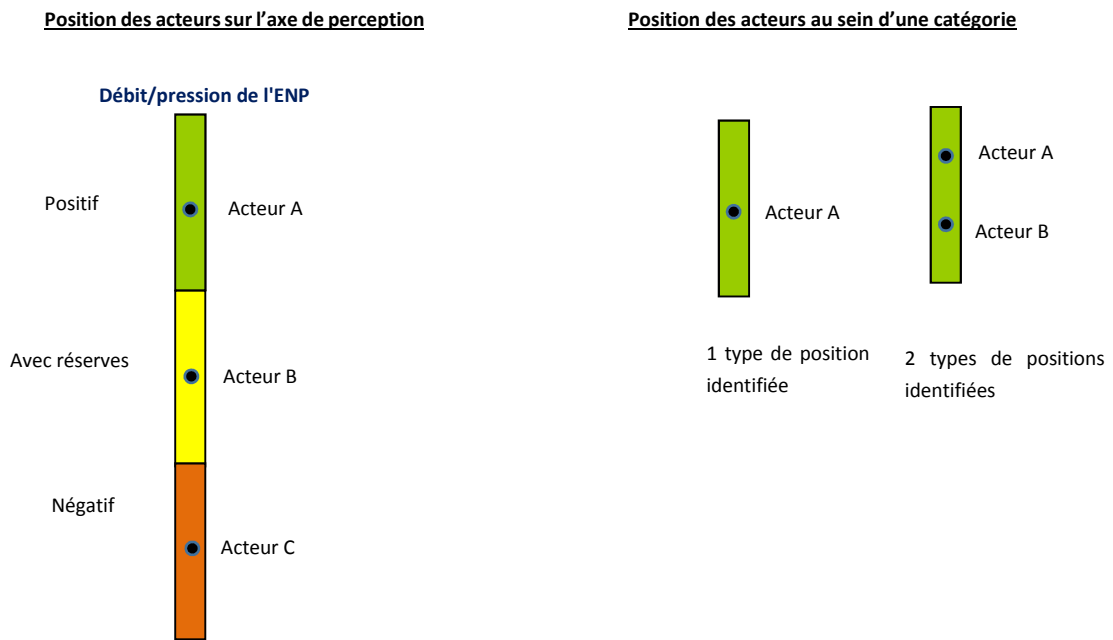 Position des acteurs sur l’axe de perception
Position des acteurs au sein d’une catégorie
Débit/pression de l'ENP
Positif
Acteur A
Avec réserves
Acteur B
Négatif
Acteur C
Acteur A
1 type de position
identifiée
Acteur A
Acteur B
2 types de positions
identifiées